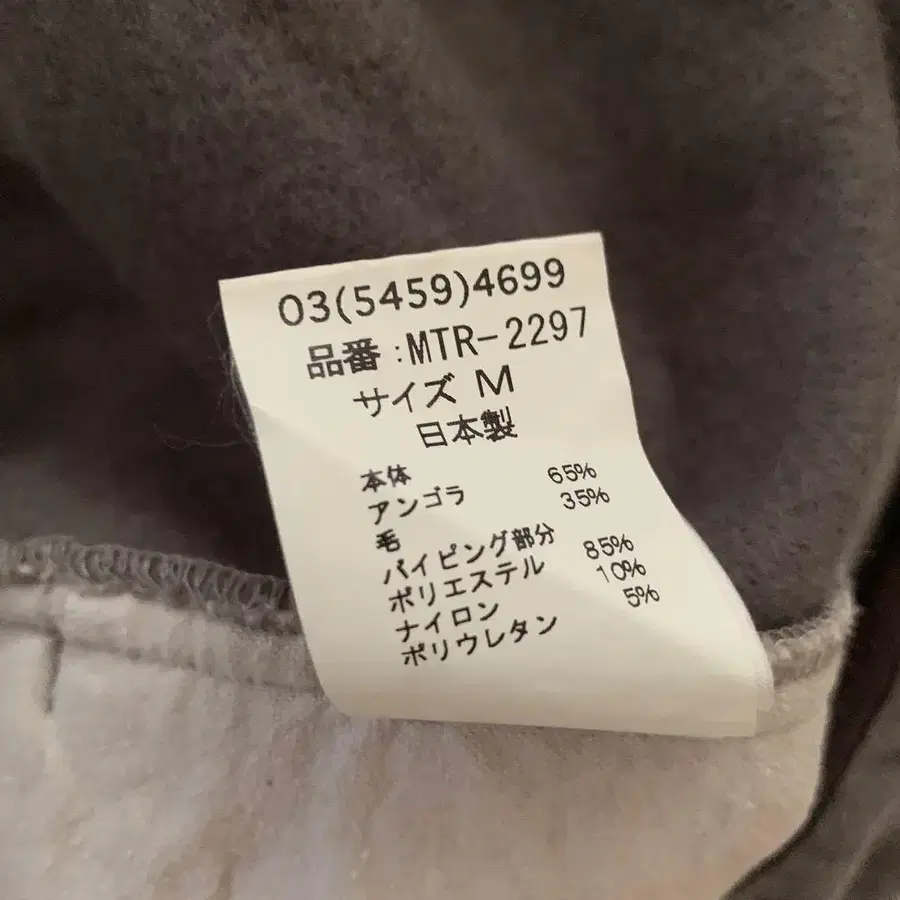 03(5459)4699
品番:MTR-2297
サイズ M
日本製
本体
アンゴラ 65%
毛 35%
パイピング部分
ポリエステル 85%
ナイロン 10%
ポリウレタン 5%